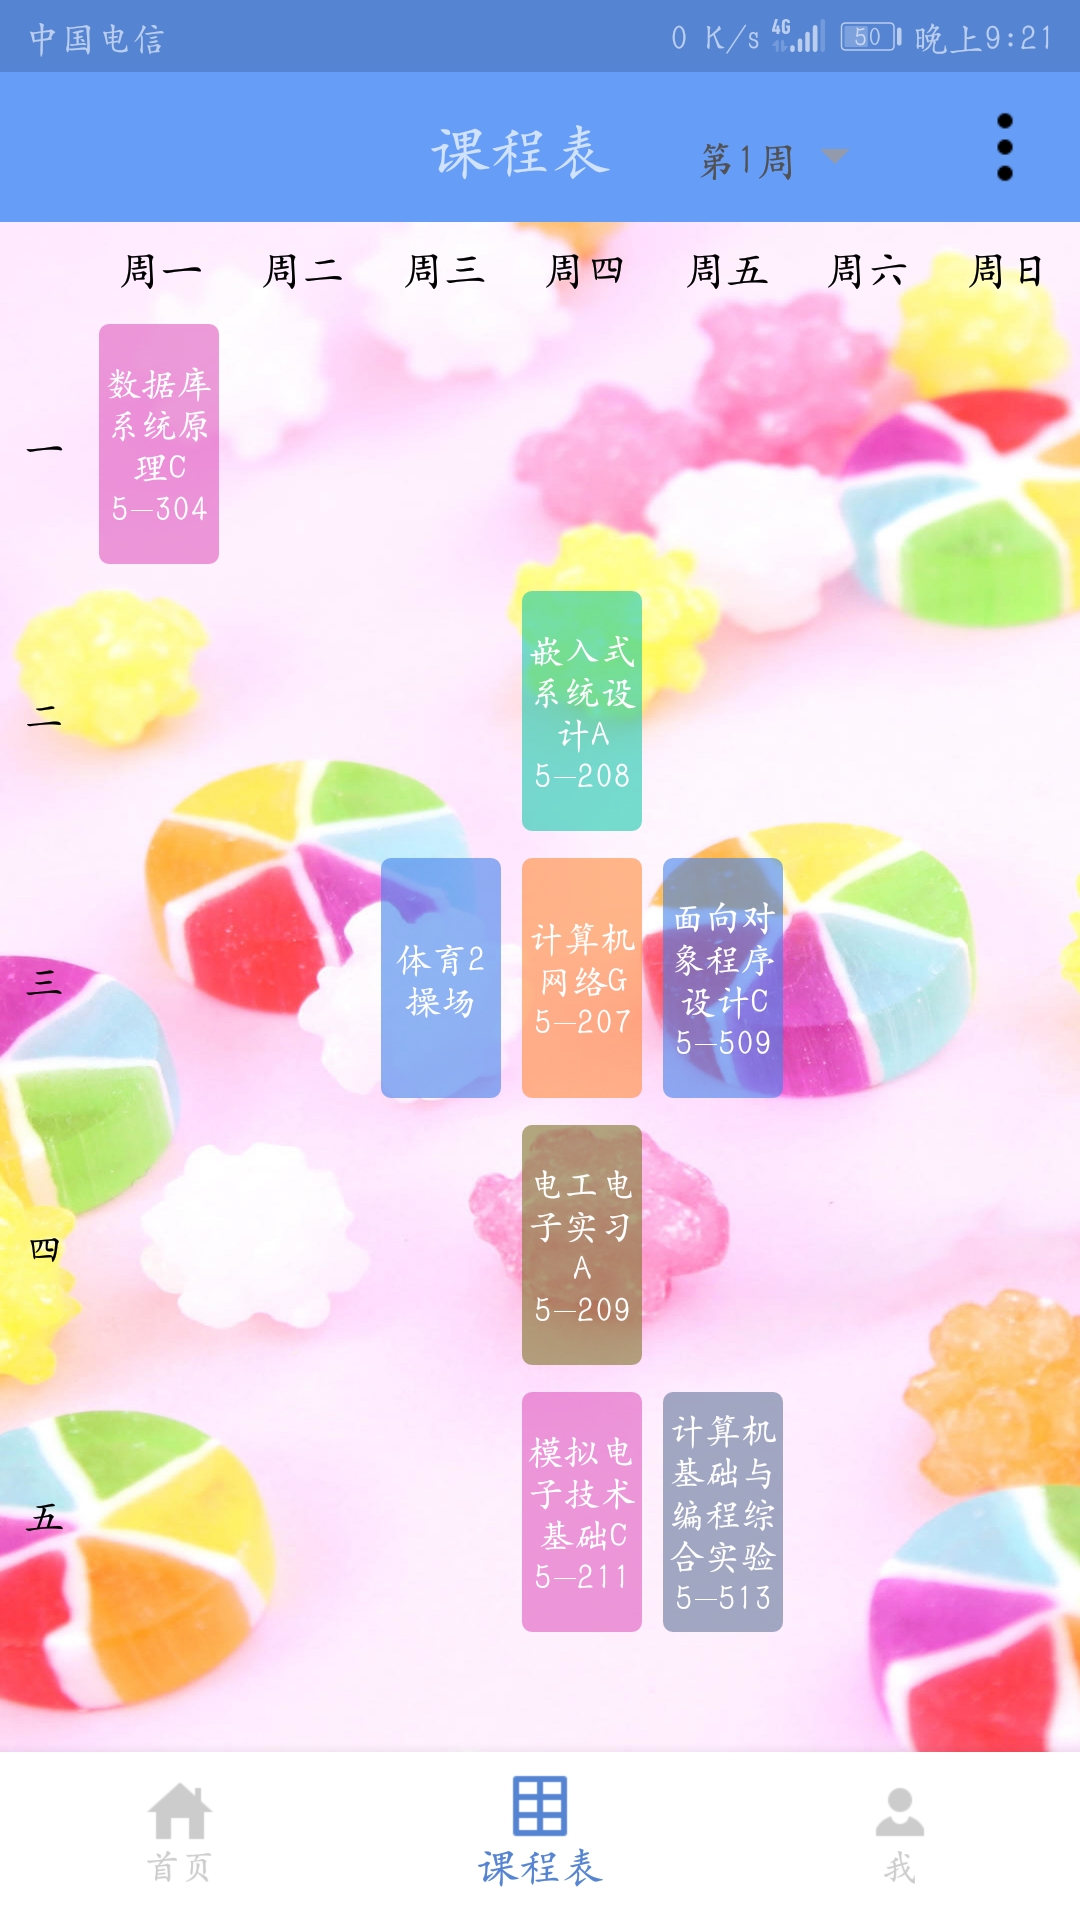 中国电信 0 K/s 4G 50 晚上9:21
课程表 第1周
周一 周二 周三 周四 周五 周六 周日
一
数据库
系统原
理C
5—304
二
嵌入式
系统设
计A
5—208
三
体育2
操场
计算机
网络G
5—207
面向对
象程序
设计C
5—509
四
电工电
子实习
A
5—209
五
模拟电
子技术
基础C
5—211
计算机
基础与
编程综
合实验
5—513
首页 课程表 我